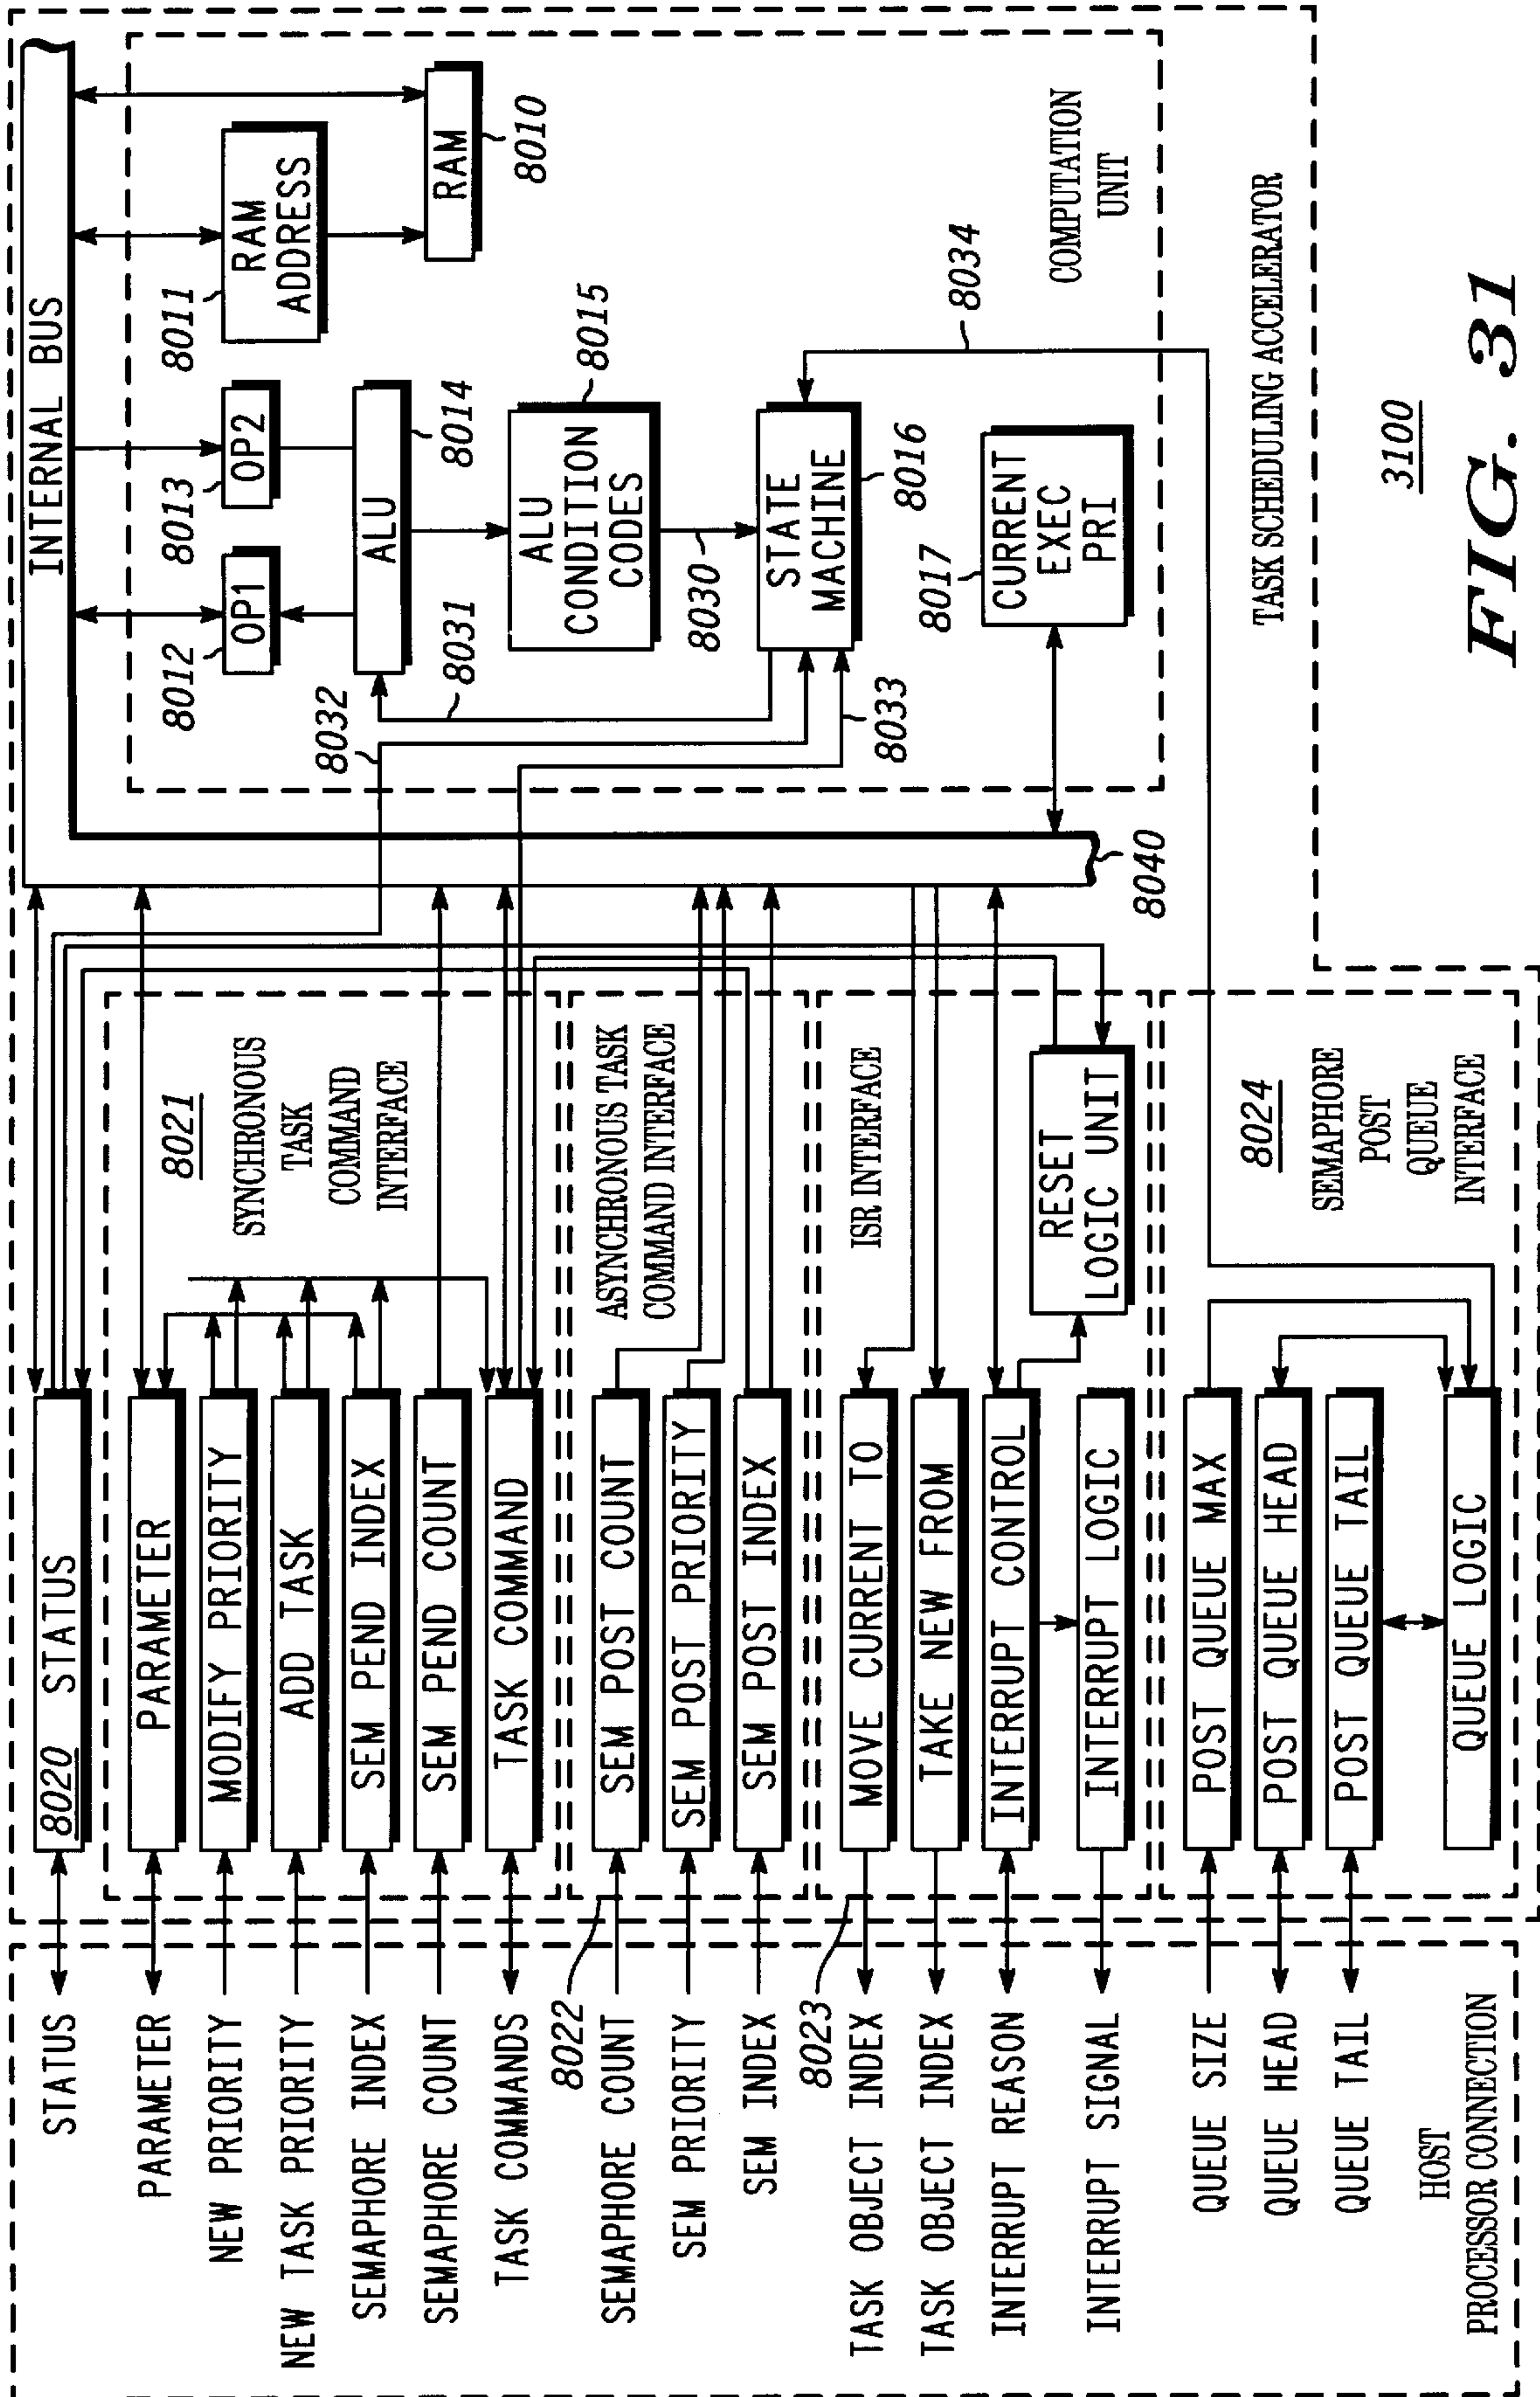 STATUS
PARAMETER
NEW PRIORITY
NEW TASK PRIORITY
SEMAPHORE INDEX
SEMAPHORE COUNT
TASK COMMANDS
SEMAPHORE COUNT
SEM PRIORITY
SEM INDEX
TASK OBJECT INDEX
TASK OBJECT INDEX
INTERRUPT REASON
INTERRUPT SIGNAL
QUEUE SIZE
QUEUE HEAD
QUEUE TAIL
HOST
PROCESSOR CONNECTION
8020 STATUS
PARAMETER
MODIFY PRIORITY
ADD TASK
SEM PEND INDEX
SEM PEND COUNT
TASK COMMAND
8021
SYNCHRONOUS
TASK
COMMAND
INTERFACE
8022
SEM POST COUNT
SEM POST PRIORITY
SEM POST INDEX
ASYNCHRONOUS TASK
COMMAND INTERFACE
8023
MOVE CURRENT TO
TAKE NEW FROM
INTERRUPT CONTROL
INTERRUPT LOGIC
ISR INTERFACE
RESET
LOGIC UNIT
POST QUEUE MAX
POST QUEUE HEAD
POST QUEUE TAIL
QUEUE LOGIC
8024
SEMAPHORE
POST
QUEUE
INTERFACE
INTERNAL BUS
8040
8012
OP1
8013
OP2
8011
RAM
ADDRESS
RAM
8010
8032
8031
ALU
8014
ALU
CONDITION
CODES
8015
8030
STATE
MACHINE
8016
8033
8034
8017
CURRENT
EXEC
PRI
COMPUTATION
UNIT
TASK SCHEDULING ACCELERATOR
3100
FIG. 31